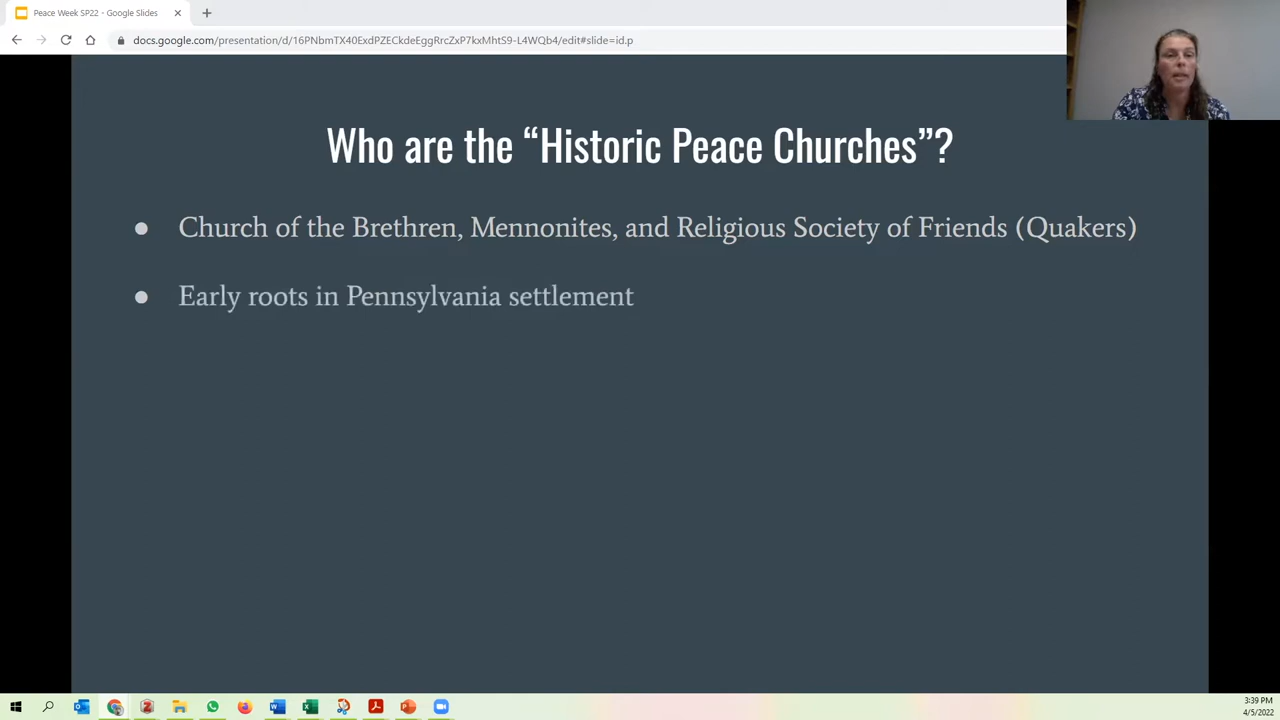 Peace Week SP22 - Google Slides
docs.google.com/presentation/d/16PNbmTX40ExdPZECkdeEggRrcZxP7kxMhtS9-L4WQb4/edit#slide=id.p
Who are the “Historic Peace Churches”?
● Church of the Brethren, Mennonites, and Religious Society of Friends (Quakers)
● Early roots in Pennsylvania settlement
3:39 PM
4/5/2022